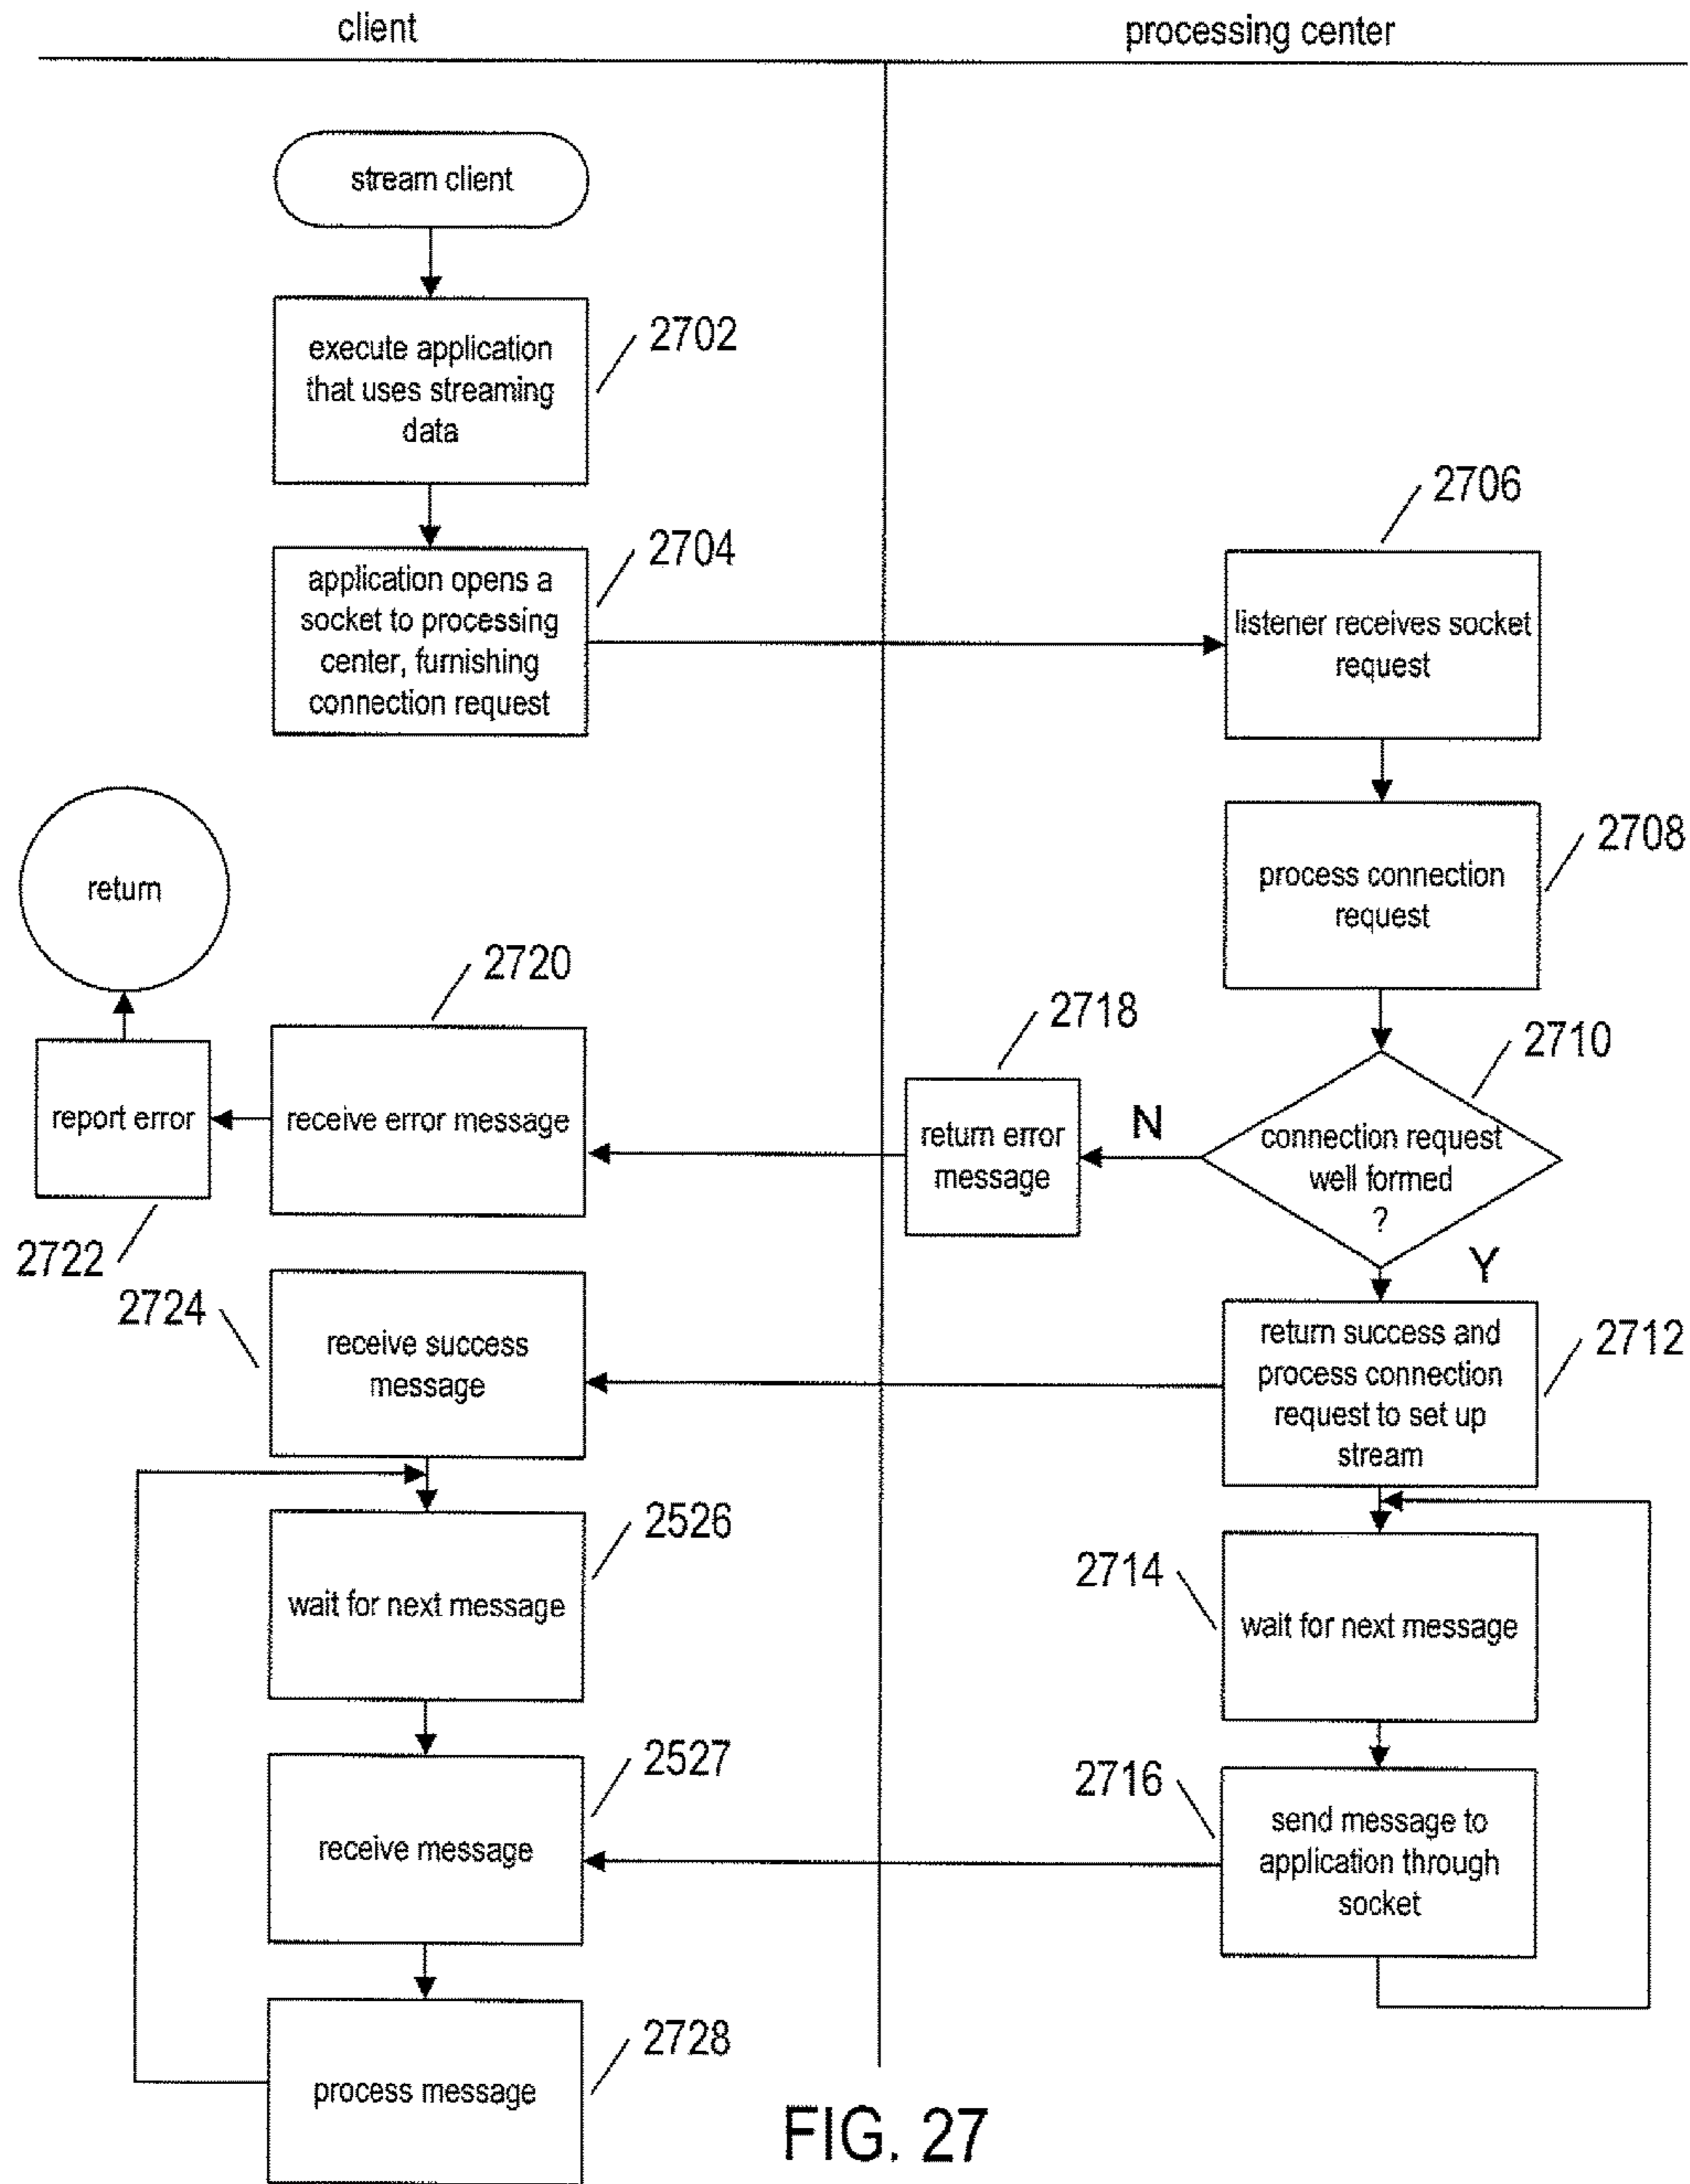 client
processing center
stream client
execute application
that uses streaming
data
2702
application opens a
socket to processing
center, furnishing
connection request
2704
listener receives socket
request
2706
process connection
request
2708
return
connection request
well formed
?
2710
N
Y
return error
message
2718
receive error message
2720
report error
2722
receive success
message
2724
return success and
process connection
request to set up
stream
2712
wait for next message
2526
wait for next message
2714
receive message
2527
send message to
application through
socket
2716
process message
2728
FIG. 27